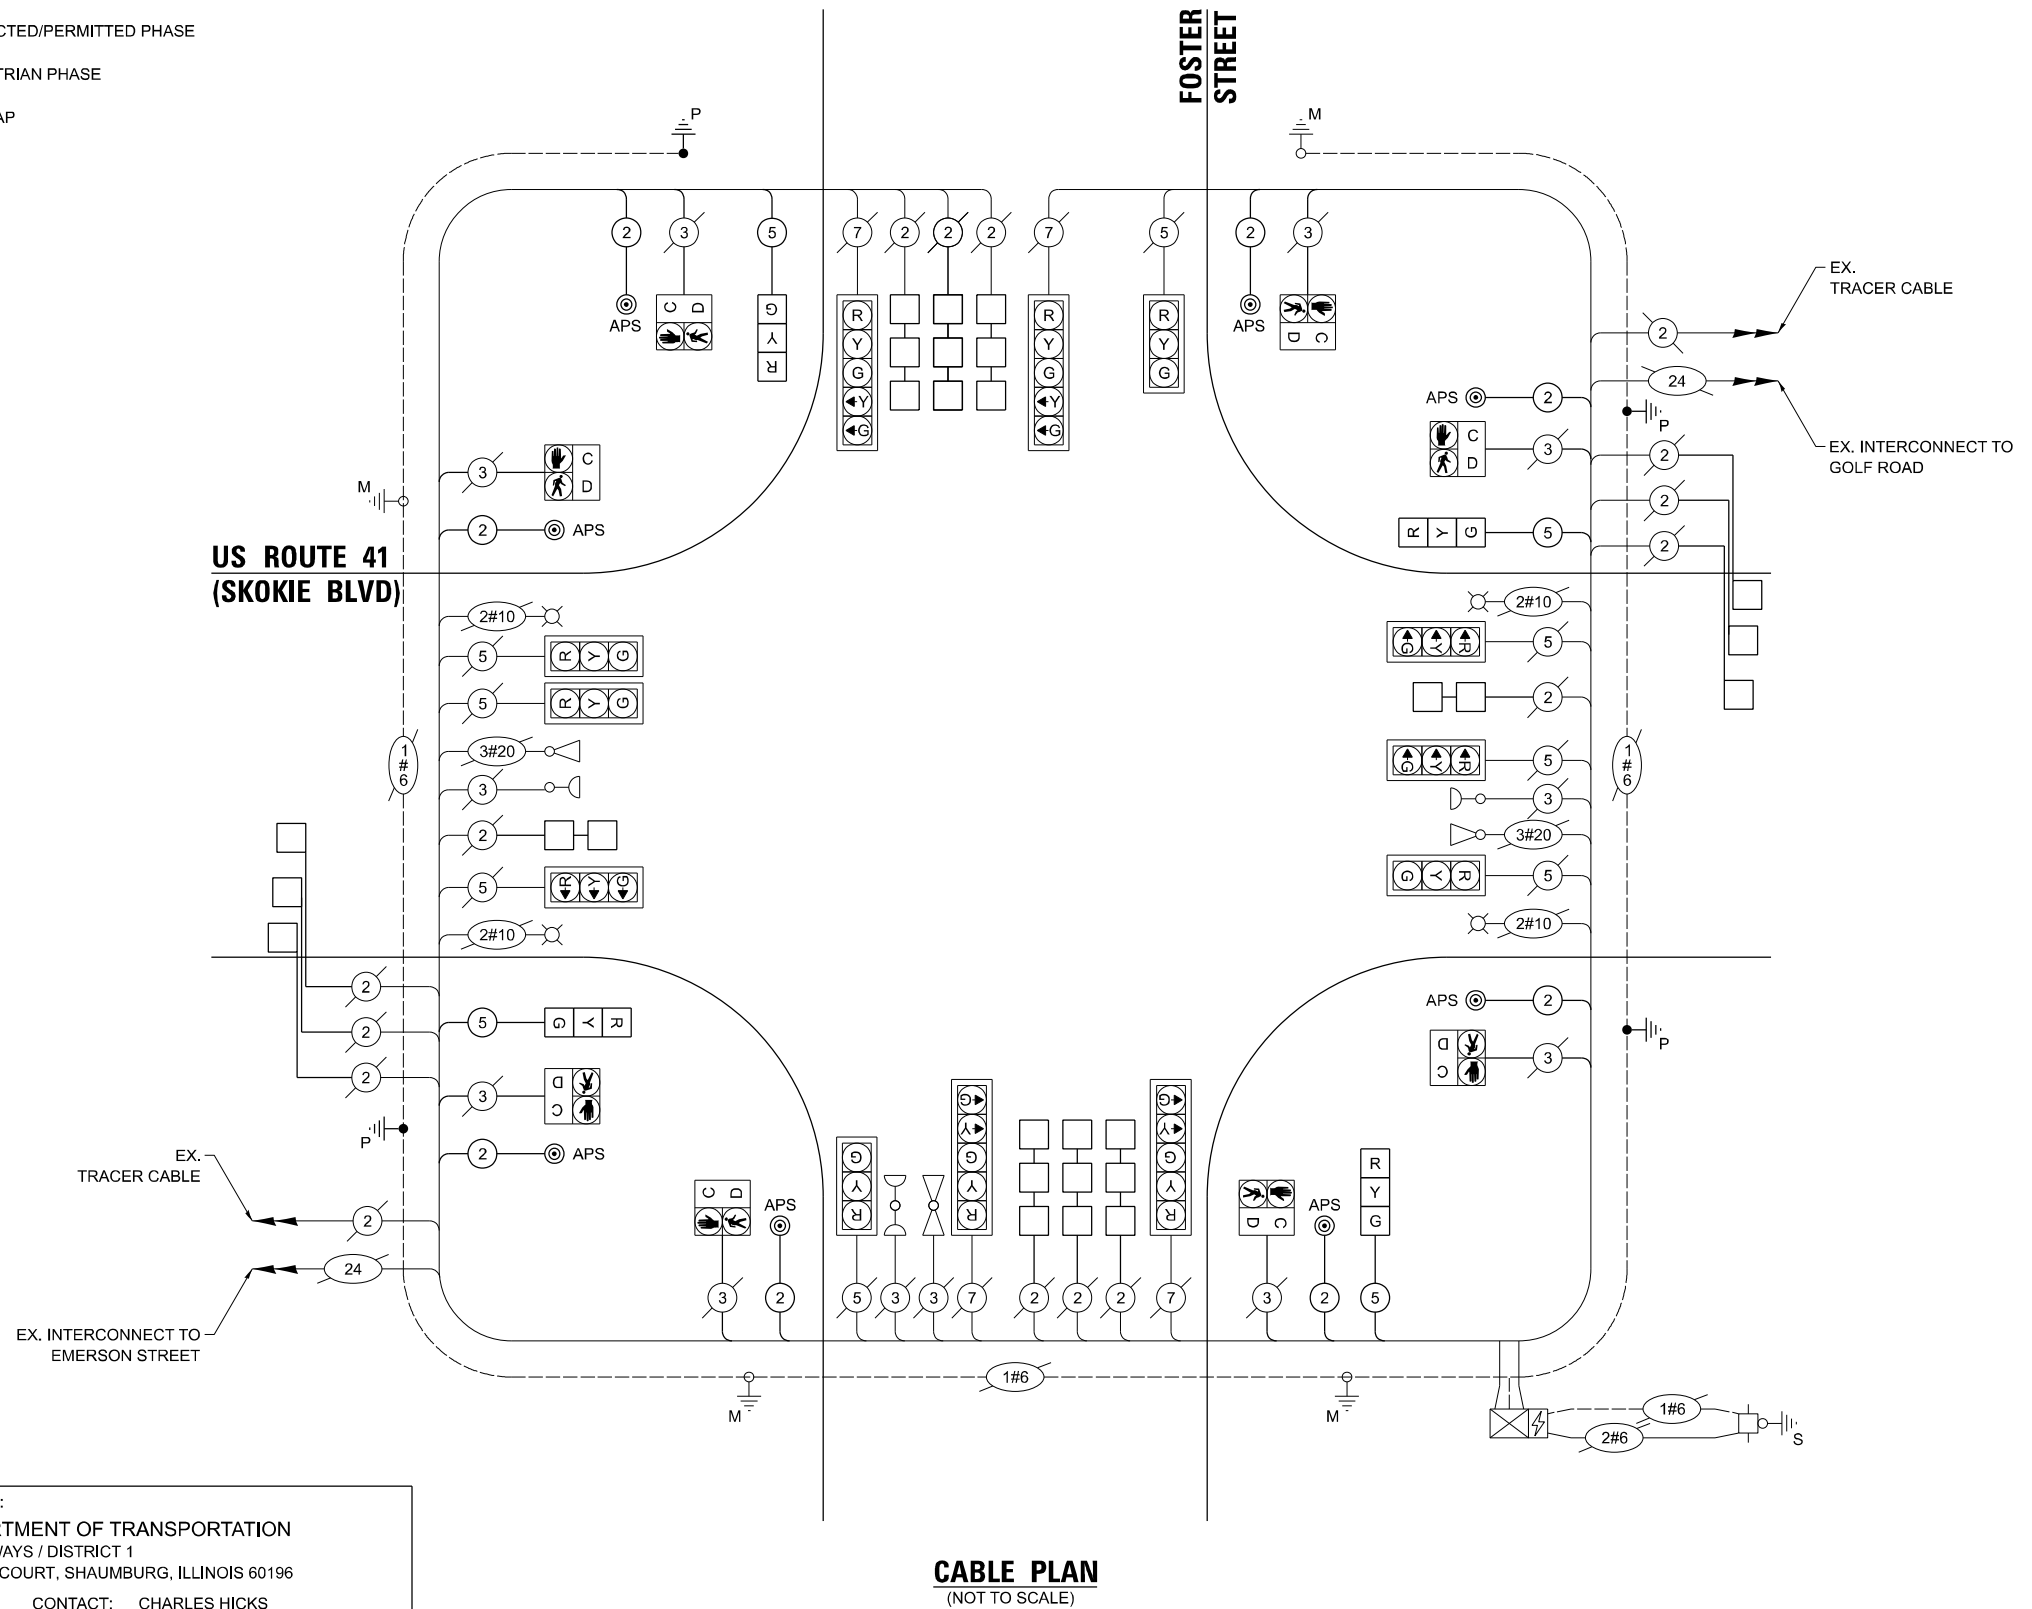 CTED/PERMITTED PHASE
TRIAN PHASE
AP
FOSTER
STREET
P
M
2
3
5
7
2
2
2
7
5
2
3
APS
C D
G
Y
R
R
Y
G
Y
G
R
Y
G
Y
G
R
Y
G
APS
D C
EX.
TRACER CABLE
2
24
APS
2
P
EX. INTERCONNECT TO
GOLF ROAD
C
D
3
2
2
R Y G
5
2
3
C
D
M
2
APS
US ROUTE 41
(SKOKIE BLVD)
2#10
5
R Y G
5
R Y G
3#20
3
2
5
R Y G
2#10
1
#
6
2#10
G Y R
5
2
G Y R
5
3
3#20
G Y R
5
2#10
1
#
6
2
2
2
5
G Y R
3
D
C
2
APS
P
EX.
TRACER CABLE
2
24
EX. INTERCONNECT TO
EMERSON STREET
APS
2
D
C
3
P
C D
APS
G
Y
R
G
Y
G
Y
R
G
Y
G
Y
R
D C
APS
R
Y
G
3
2
5
3
3
7
2
2
2
7
3
2
5
M
1#6
M
1#6
2#6
S
:
RTMENT OF TRANSPORTATION
WAYS / DISTRICT 1
COURT, SHAUMBURG, ILLINOIS 60196
CONTACT: CHARLES HICKS
CABLE PLAN
(NOT TO SCALE)